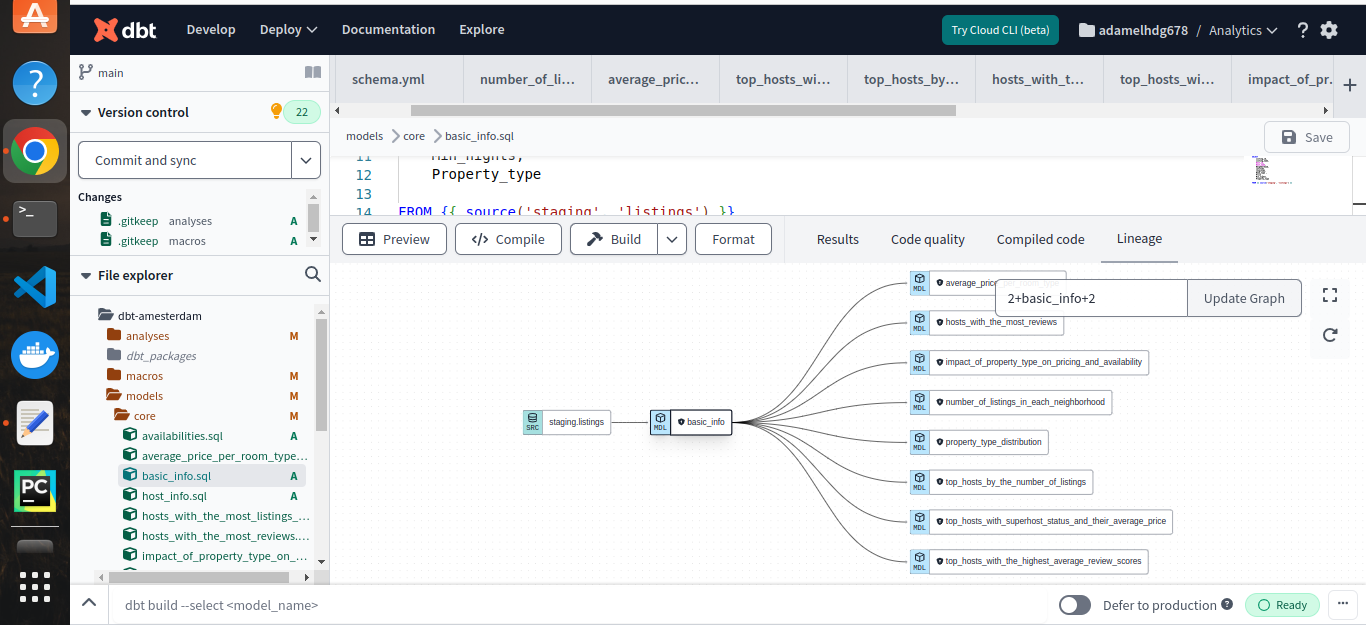 dbt
Develop
Deploy
Documentation
Explore
Try Cloud CLI (beta)
adamelhdg678 / Analytics
?
main
schema.yml
number_of_li...
average_pric...
top_hosts_wi...
top_hosts_by...
hosts_with_t...
top_hosts_wi...
impact_of_pr.
+
Version control
22
Commit and sync
Changes
.gitkeep analyses A
.gitkeep macros A
File explorer
dbt-amsterdam
analyses M
dbt_packages
macros M
models M
core M
availabilities.sql A
average_price_per_room_type...
basic_info.sql A
host_info.sql A
hosts_with_the_most_listings_...
hosts_with_the_most_reviews....
impact_of_property_type_on_...
models > core > basic_info.sql
Save
11 Min_nights,
12 Property_type
13
14 FROM {{ source('staging', 'listings') }}
Preview
</> Compile
Build
Format
Results
Code quality
Compiled code
Lineage
2+basic_info+2
Update Graph
SRC staging.listings
MDL basic_info
MDL average_price_per_room_type
MDL hosts_with_the_most_reviews
MDL impact_of_property_type_on_pricing_and_availability
MDL number_of_listings_in_each_neighborhood
MDL property_type_distribution
MDL top_hosts_by_the_number_of_listings
MDL top_hosts_with_superhost_status_and_their_average_price
MDL top_hosts_with_the_highest_average_review_scores
dbt build --select <model_name>
Defer to production ?
Ready
...
>_
PC